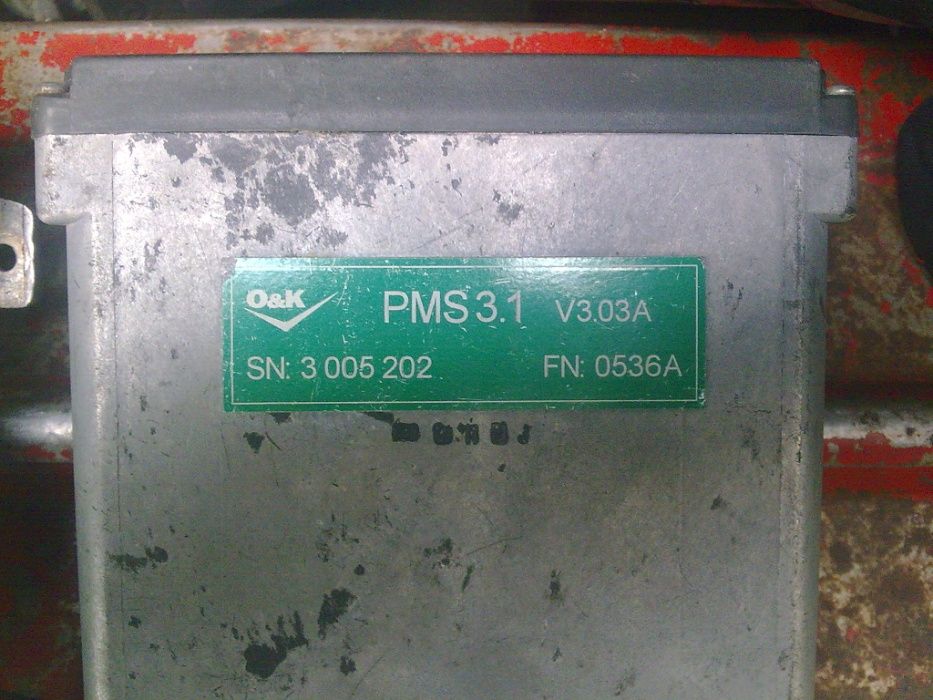 O&K PMS 3.1 V3.03A
SN: 3 005 202 FN: 0536A